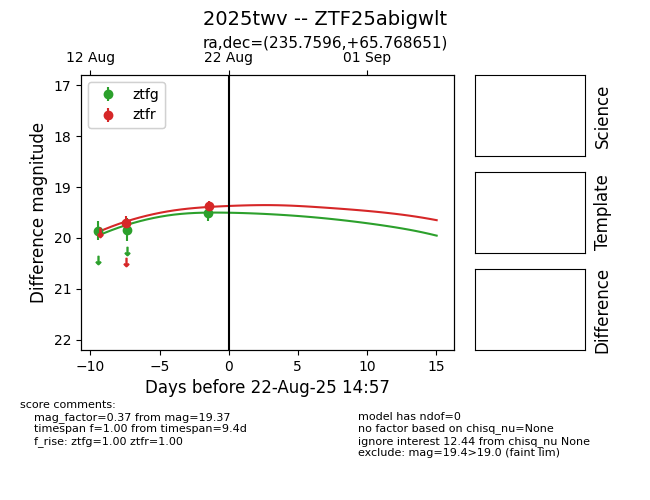 2025twv -- ZTF25abigwlt
ra,dec=(235.7596,+65.768651)
12 Aug
22 Aug
01 Sep
ztfg
ztfr
17
18
19
20
21
22
Difference magnitude
−10
−5
0
5
10
15
Days before 22-Aug-25 14:57
Science
Template
Difference
score comments:
mag_factor=0.37 from mag=19.37
timespan f=1.00 from timespan=9.4d
f_rise: ztfg=1.00 ztfr=1.00
model has ndof=0
no factor based on chisq_nu=None
ignore interest 12.44 from chisq_nu None
exclude: mag=19.4>19.0 (faint lim)